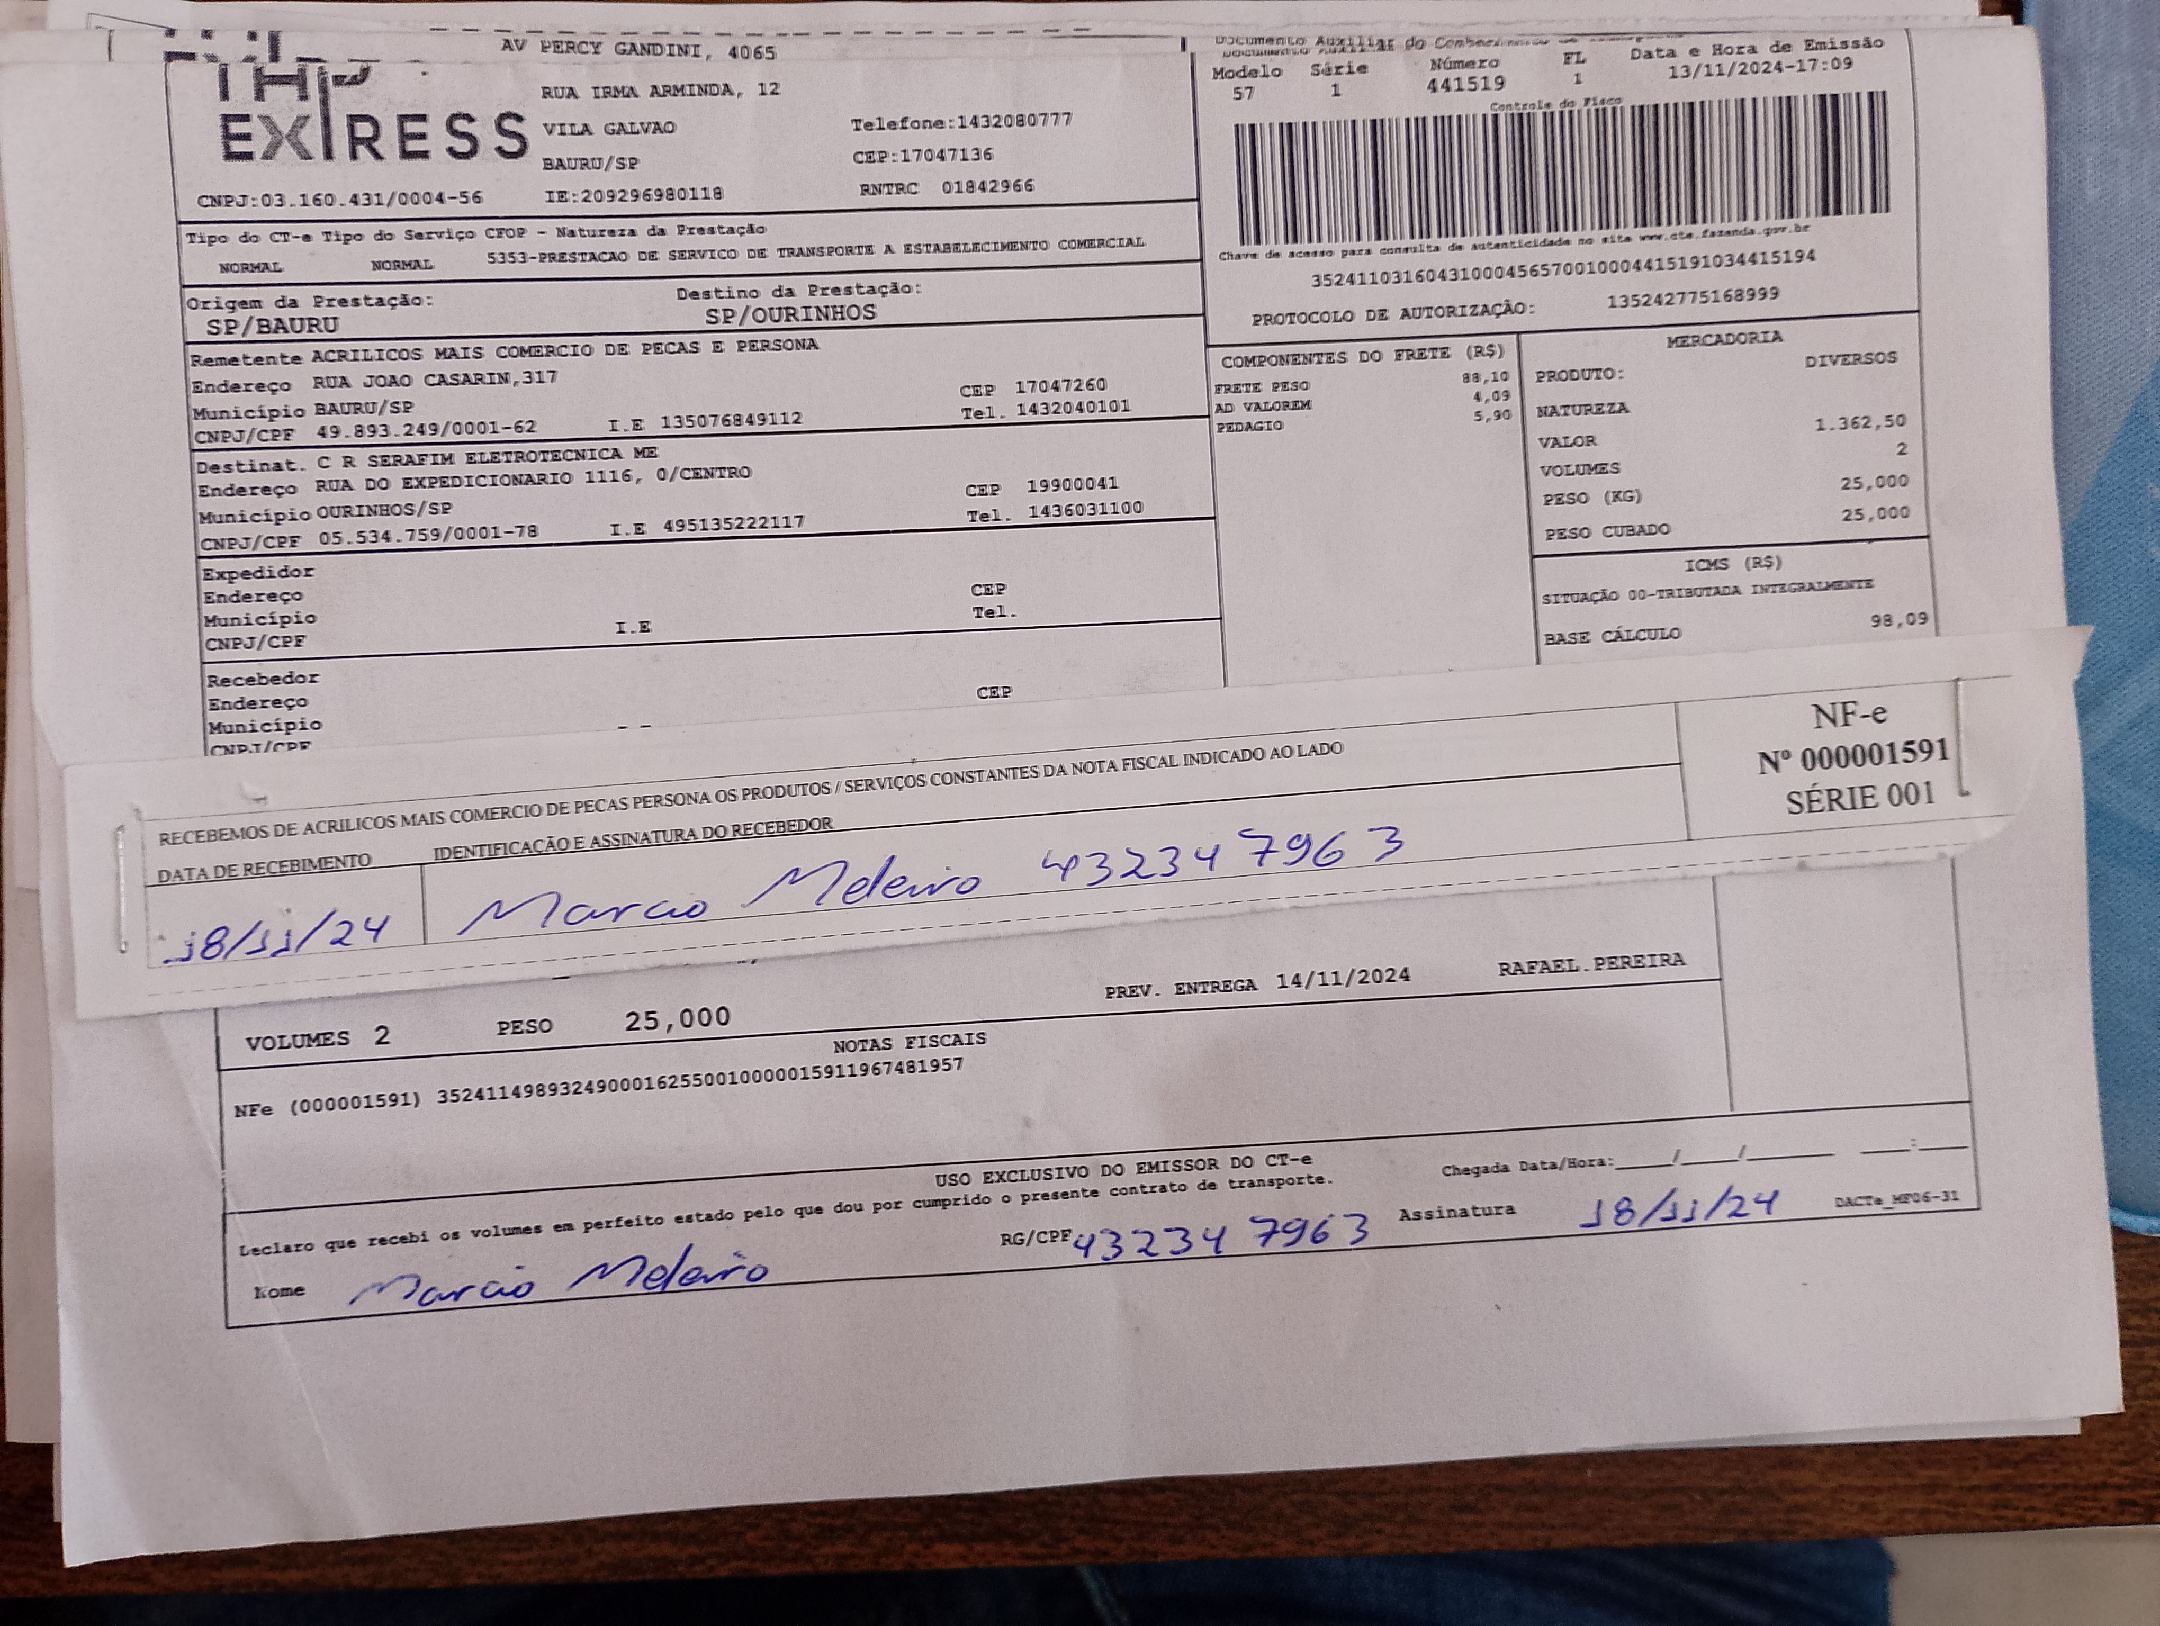 AV PERCY GANDINI, 4065
THP
EXPRESS
RUA IRMA ARMINDA, 12
VILA GALVAO Telefone:1432080777
BAURU/SP CEP:17047136
CNPJ:03.160.431/0004-56 IE:209296980118 RNTRC 01842966
Documento Auxiliar do
Modelo Série Número FL Data e Hora de Emissão
57 1 441519 1 13/11/2024-17:09
Controle do Fisco
Chave de acesso para consulta de autenticidade no site www.cte.fazenda.gov.br
35241103160431000456570010004415191034415194
PROTOCOLO DE AUTORIZAÇÃO: 135242775168999
Tipo do CT-e Tipo do Serviço CFOP - Natureza da Prestação
NORMAL NORMAL 5353-PRESTACAO DE SERVICO DE TRANSPORTE A ESTABELECIMENTO COMERCIAL
Origem da Prestação: Destino da Prestação:
SP/BAURU SP/OURINHOS
Remetente ACRILICOS MAIS COMERCIO DE PECAS E PERSONA
Endereço RUA JOAO CASARIN,317 CEP 17047260
Município BAURU/SP Tel. 1432040101
CNPJ/CPF 49.893.249/0001-62 I.E 135076849112
Destinat. C R SERAFIM ELETROTECNICA ME
Endereço RUA DO EXPEDICIONARIO 1116, 0/CENTRO CEP 19900041
Município OURINHOS/SP Tel. 1436031100
CNPJ/CPF 05.534.759/0001-78 I.E 495135222117
Expedidor
Endereço CEP
Município Tel.
CNPJ/CPF I.E
Recebedor
Endereço CEP
Município
CNPJ/CPF
COMPONENTES DO FRETE (R$)
FRETE PESO 88,10
AD VALOREM 4,09
PEDAGIO 5,90
MERCADORIA
PRODUTO: DIVERSOS
NATUREZA
VALOR 1.362,50
VOLUMES 2
PESO (KG) 25,000
PESO CUBADO 25,000
ICMS (R$)
SITUAÇÃO 00-TRIBUTADA INTEGRALMENTE
BASE CÁLCULO 98,09
RECEBEMOS DE ACRILICOS MAIS COMERCIO DE PECAS PERSONA OS PRODUTOS / SERVIÇOS CONSTANTES DA NOTA FISCAL INDICADO AO LADO
DATA DE RECEBIMENTO IDENTIFICAÇÃO E ASSINATURA DO RECEBEDOR
18/11/24 Marcio Meleiro 432347963
NF-e
Nº 000001591
SÉRIE 001
VOLUMES 2 PESO 25,000 PREV. ENTREGA 14/11/2024 RAFAEL.PEREIRA
NOTAS FISCAIS
NFe (000001591) 35241149893249000162550010000015911967481957
USO EXCLUSIVO DO EMISSOR DO CT-e
Declaro que recebi os volumes em perfeito estado pelo que dou por cumprido o presente contrato de transporte. Chegada Data/Hora:____/____/______ ____:____
Nome Marcio Meleiro RG/CPF 432347963 Assinatura 18/11/24 DACTe_MF06-31